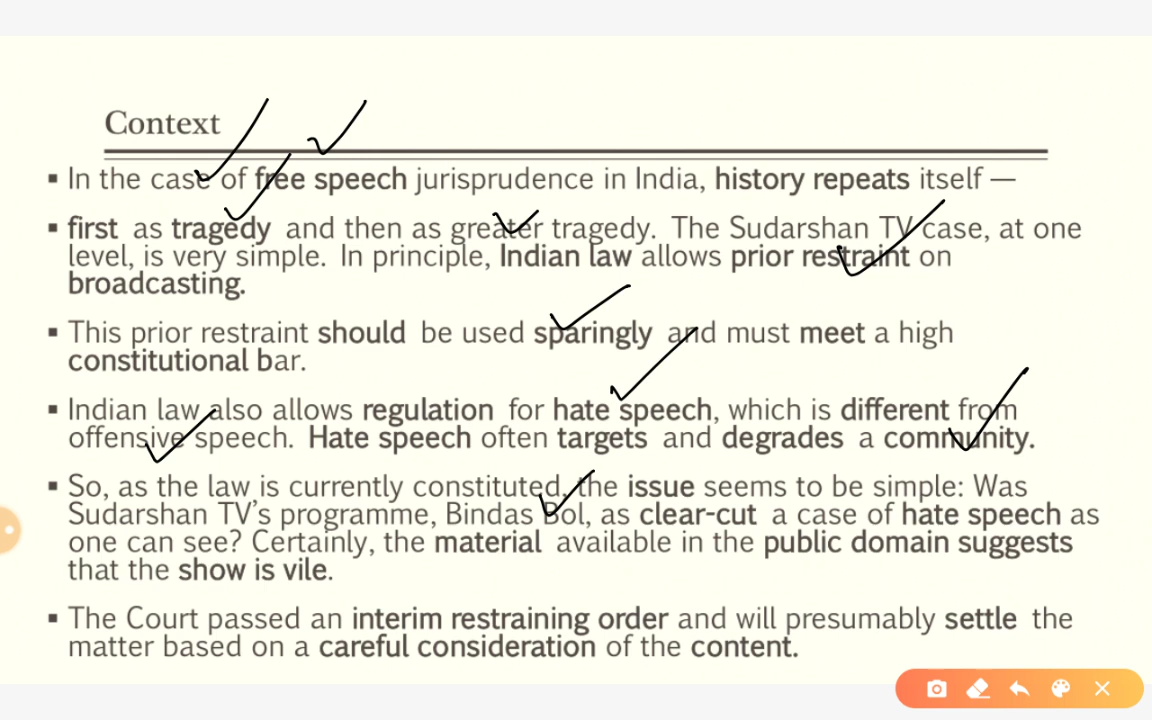 Context
▪ In the case of free speech jurisprudence in India, history repeats itself —
▪ first as tragedy and then as greater tragedy. The Sudarshan TV case, at one
level, is very simple. In principle, Indian law allows prior restraint on
broadcasting.
▪ This prior restraint should be used sparingly and must meet a high
constitutional bar.
▪ Indian law also allows regulation for hate speech, which is different from
offensive speech. Hate speech often targets and degrades a community.
▪ So, as the law is currently constituted, the issue seems to be simple: Was
Sudarshan TV’s programme, Bindas Bol, as clear-cut a case of hate speech as
one can see? Certainly, the material available in the public domain suggests
that the show is vile.
▪ The Court passed an interim restraining order and will presumably settle the
matter based on a careful consideration of the content.